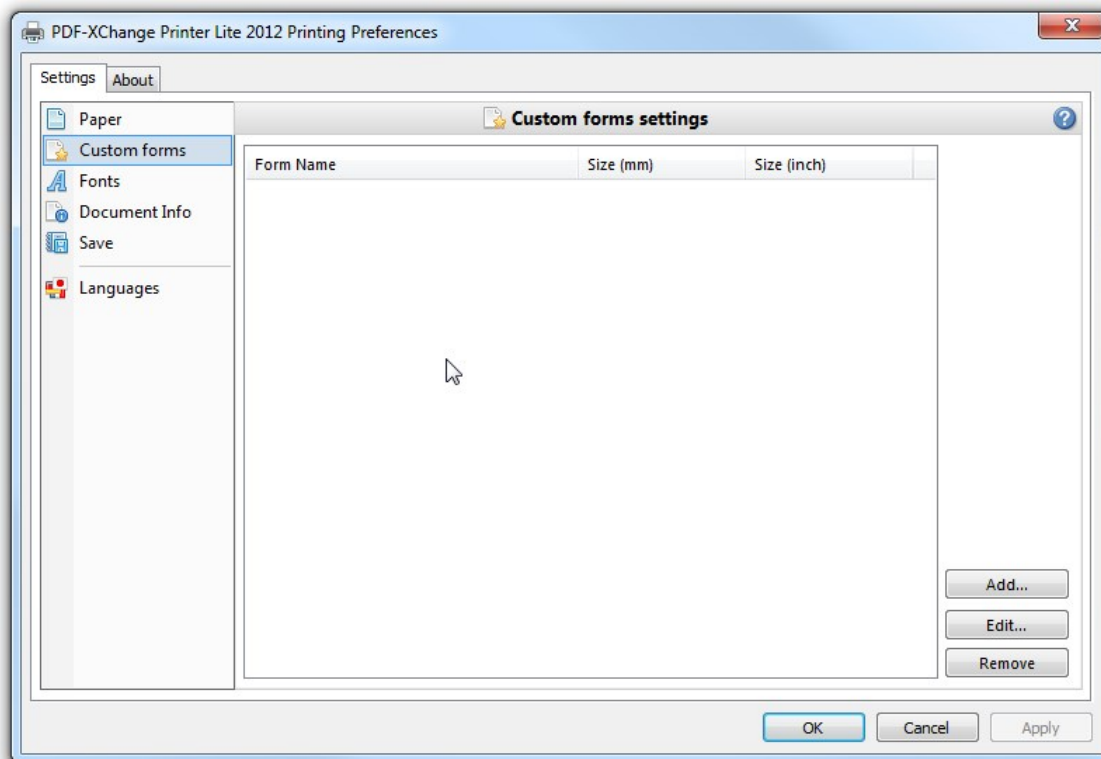 PDF-XChange Printer Lite 2012 Printing Preferences
Settings About
Paper
Custom forms
Fonts
Document Info
Save
Languages
Custom forms settings
Form Name Size (mm) Size (inch)
Add...
Edit...
Remove
OK Cancel Apply